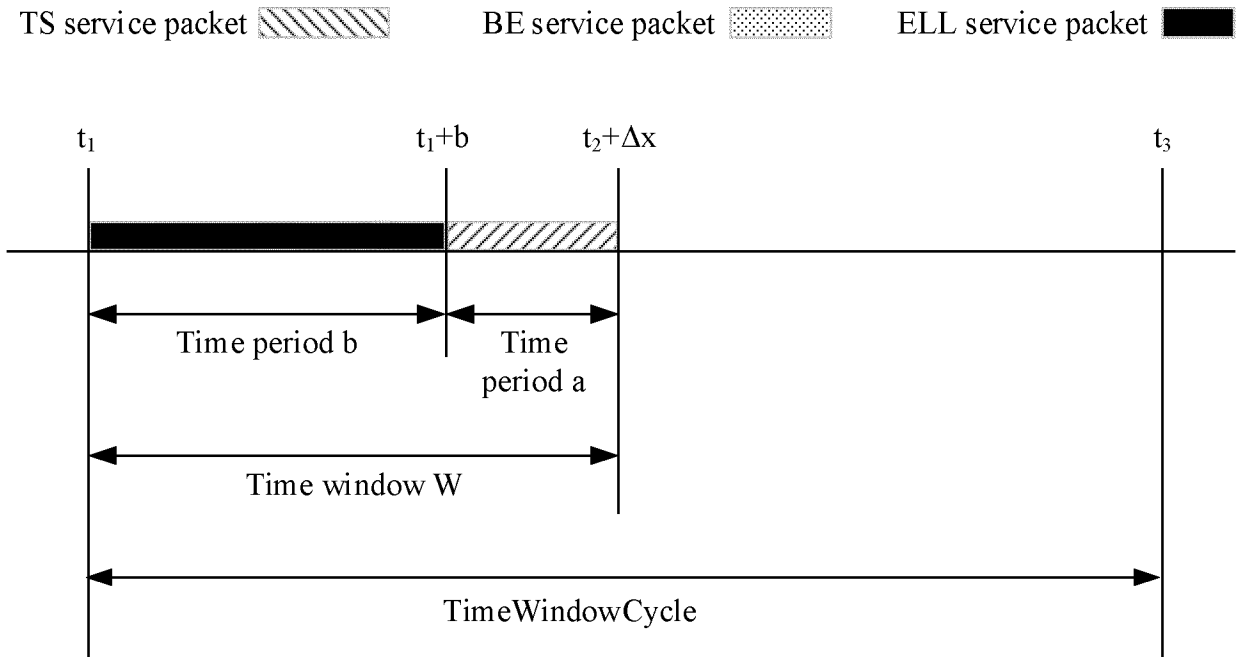 TS service packet BE service packet ELL service packet
t₁ t₁+b t₂+Δx t₃
Time period b
Time
period a
Time window W
TimeWindowCycle